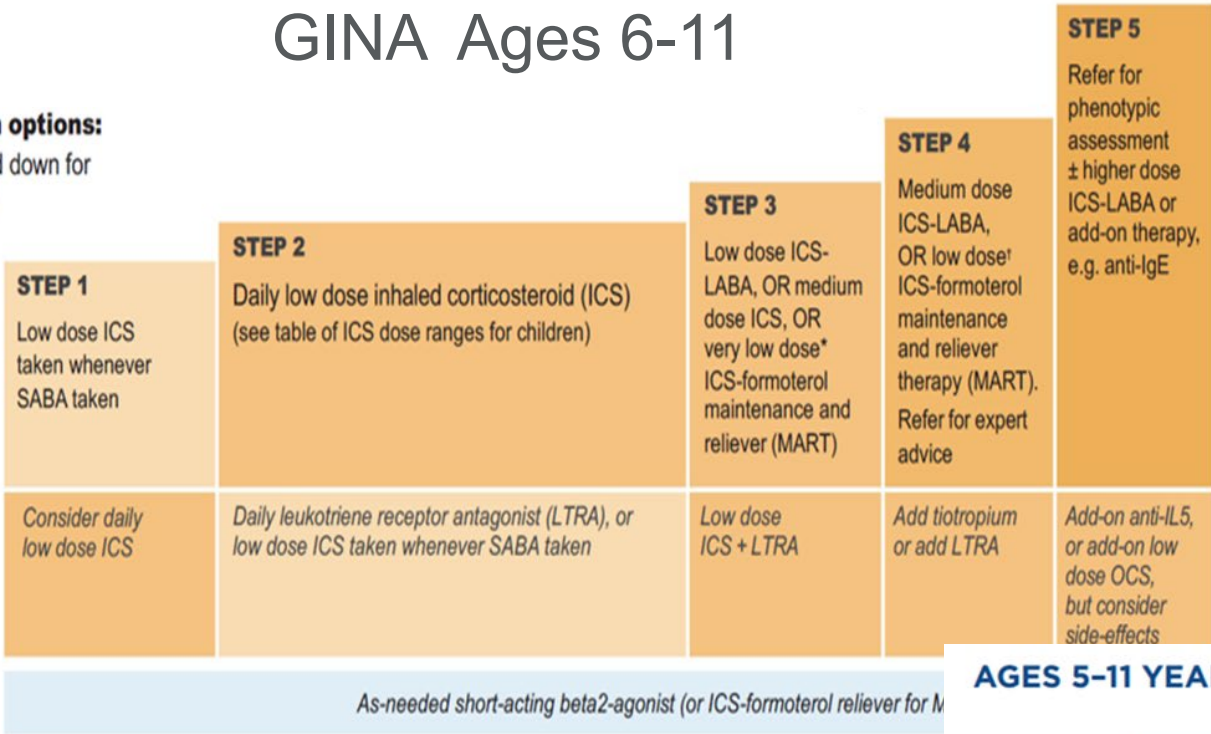 GINA Ages 6-11
options:
down for
STEP 1
Low dose ICS
taken whenever
SABA taken
STEP 2
Daily low dose inhaled corticosteroid (ICS)
(see table of ICS dose ranges for children)
STEP 3
Low dose ICS-
LABA, OR medium
dose ICS, OR
very low dose*
ICS-formoterol
maintenance and
reliever (MART)
STEP 4
Medium dose
ICS-LABA,
OR low dose†
ICS-formoterol
maintenance
and reliever
therapy (MART).
Refer for expert
advice
STEP 5
Refer for
phenotypic
assessment
± higher dose
ICS-LABA or
add-on therapy,
e.g. anti-IgE
Consider daily
low dose ICS
Daily leukotriene receptor antagonist (LTRA), or
low dose ICS taken whenever SABA taken
Low dose
ICS + LTRA
Add tiotropium
or add LTRA
Add-on anti-IL5,
or add-on low
dose OCS,
but consider
side-effects
As-needed short-acting beta2-agonist (or ICS-formoterol reliever for
AGES 5–11